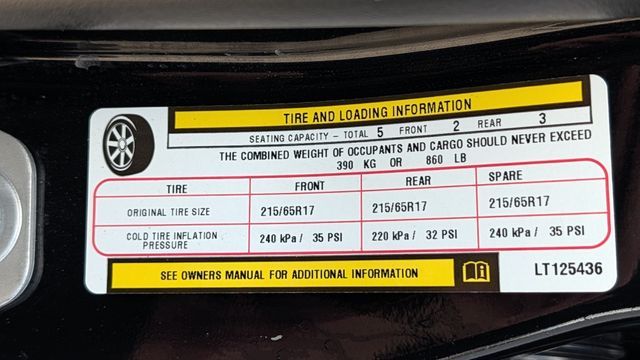 TIRE AND LOADING INFORMATION
SEATING CAPACITY - TOTAL 5 FRONT 2 REAR 3
THE COMBINED WEIGHT OF OCCUPANTS AND CARGO SHOULD NEVER EXCEED
390 KG OR 860 LB
TIRE FRONT REAR SPARE
ORIGINAL TIRE SIZE 215/65R17 215/65R17 215/65R17
COLD TIRE INFLATION
PRESSURE 240 kPa / 35 PSI 220 kPa / 32 PSI 240 kPa / 35 PSI
SEE OWNERS MANUAL FOR ADDITIONAL INFORMATION LT125436